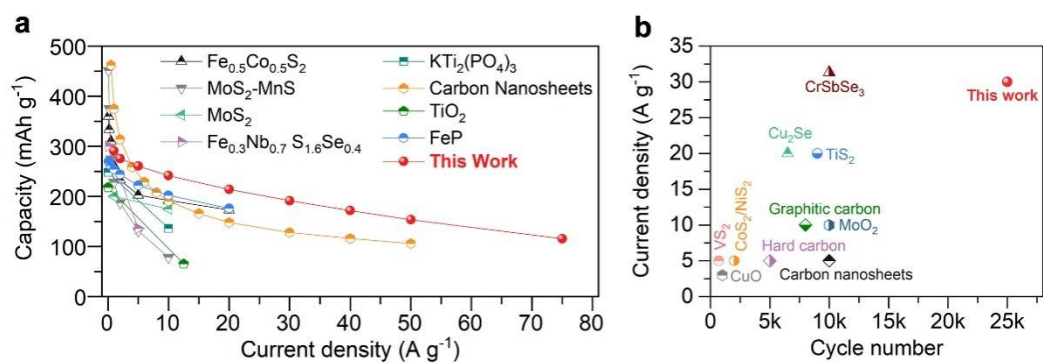 a
Capacity (mAh g⁻¹)
500
400
300
200
100
0
Fe₀.₅Co₀.₅S₂
MoS₂-MnS
MoS₂
Fe₀.₃Nb₀.₇ S₁.₆Se₀.₄
KTi₂(PO₄)₃
Carbon Nanosheets
TiO₂
FeP
This Work
0 10 20 30 40 50 60 70 80
Current density (A g⁻¹)
b
Current density (A g⁻¹)
35
30
25
20
15
10
5
0
CrSbSe₃
This work
Cu₂Se
TiS₂
Graphitic carbon
MoO₂
VS₂
CoS₂/NiS₂
Hard carbon
CuO
Carbon nanosheets
0 5k 10k 15k 20k 25k
Cycle number